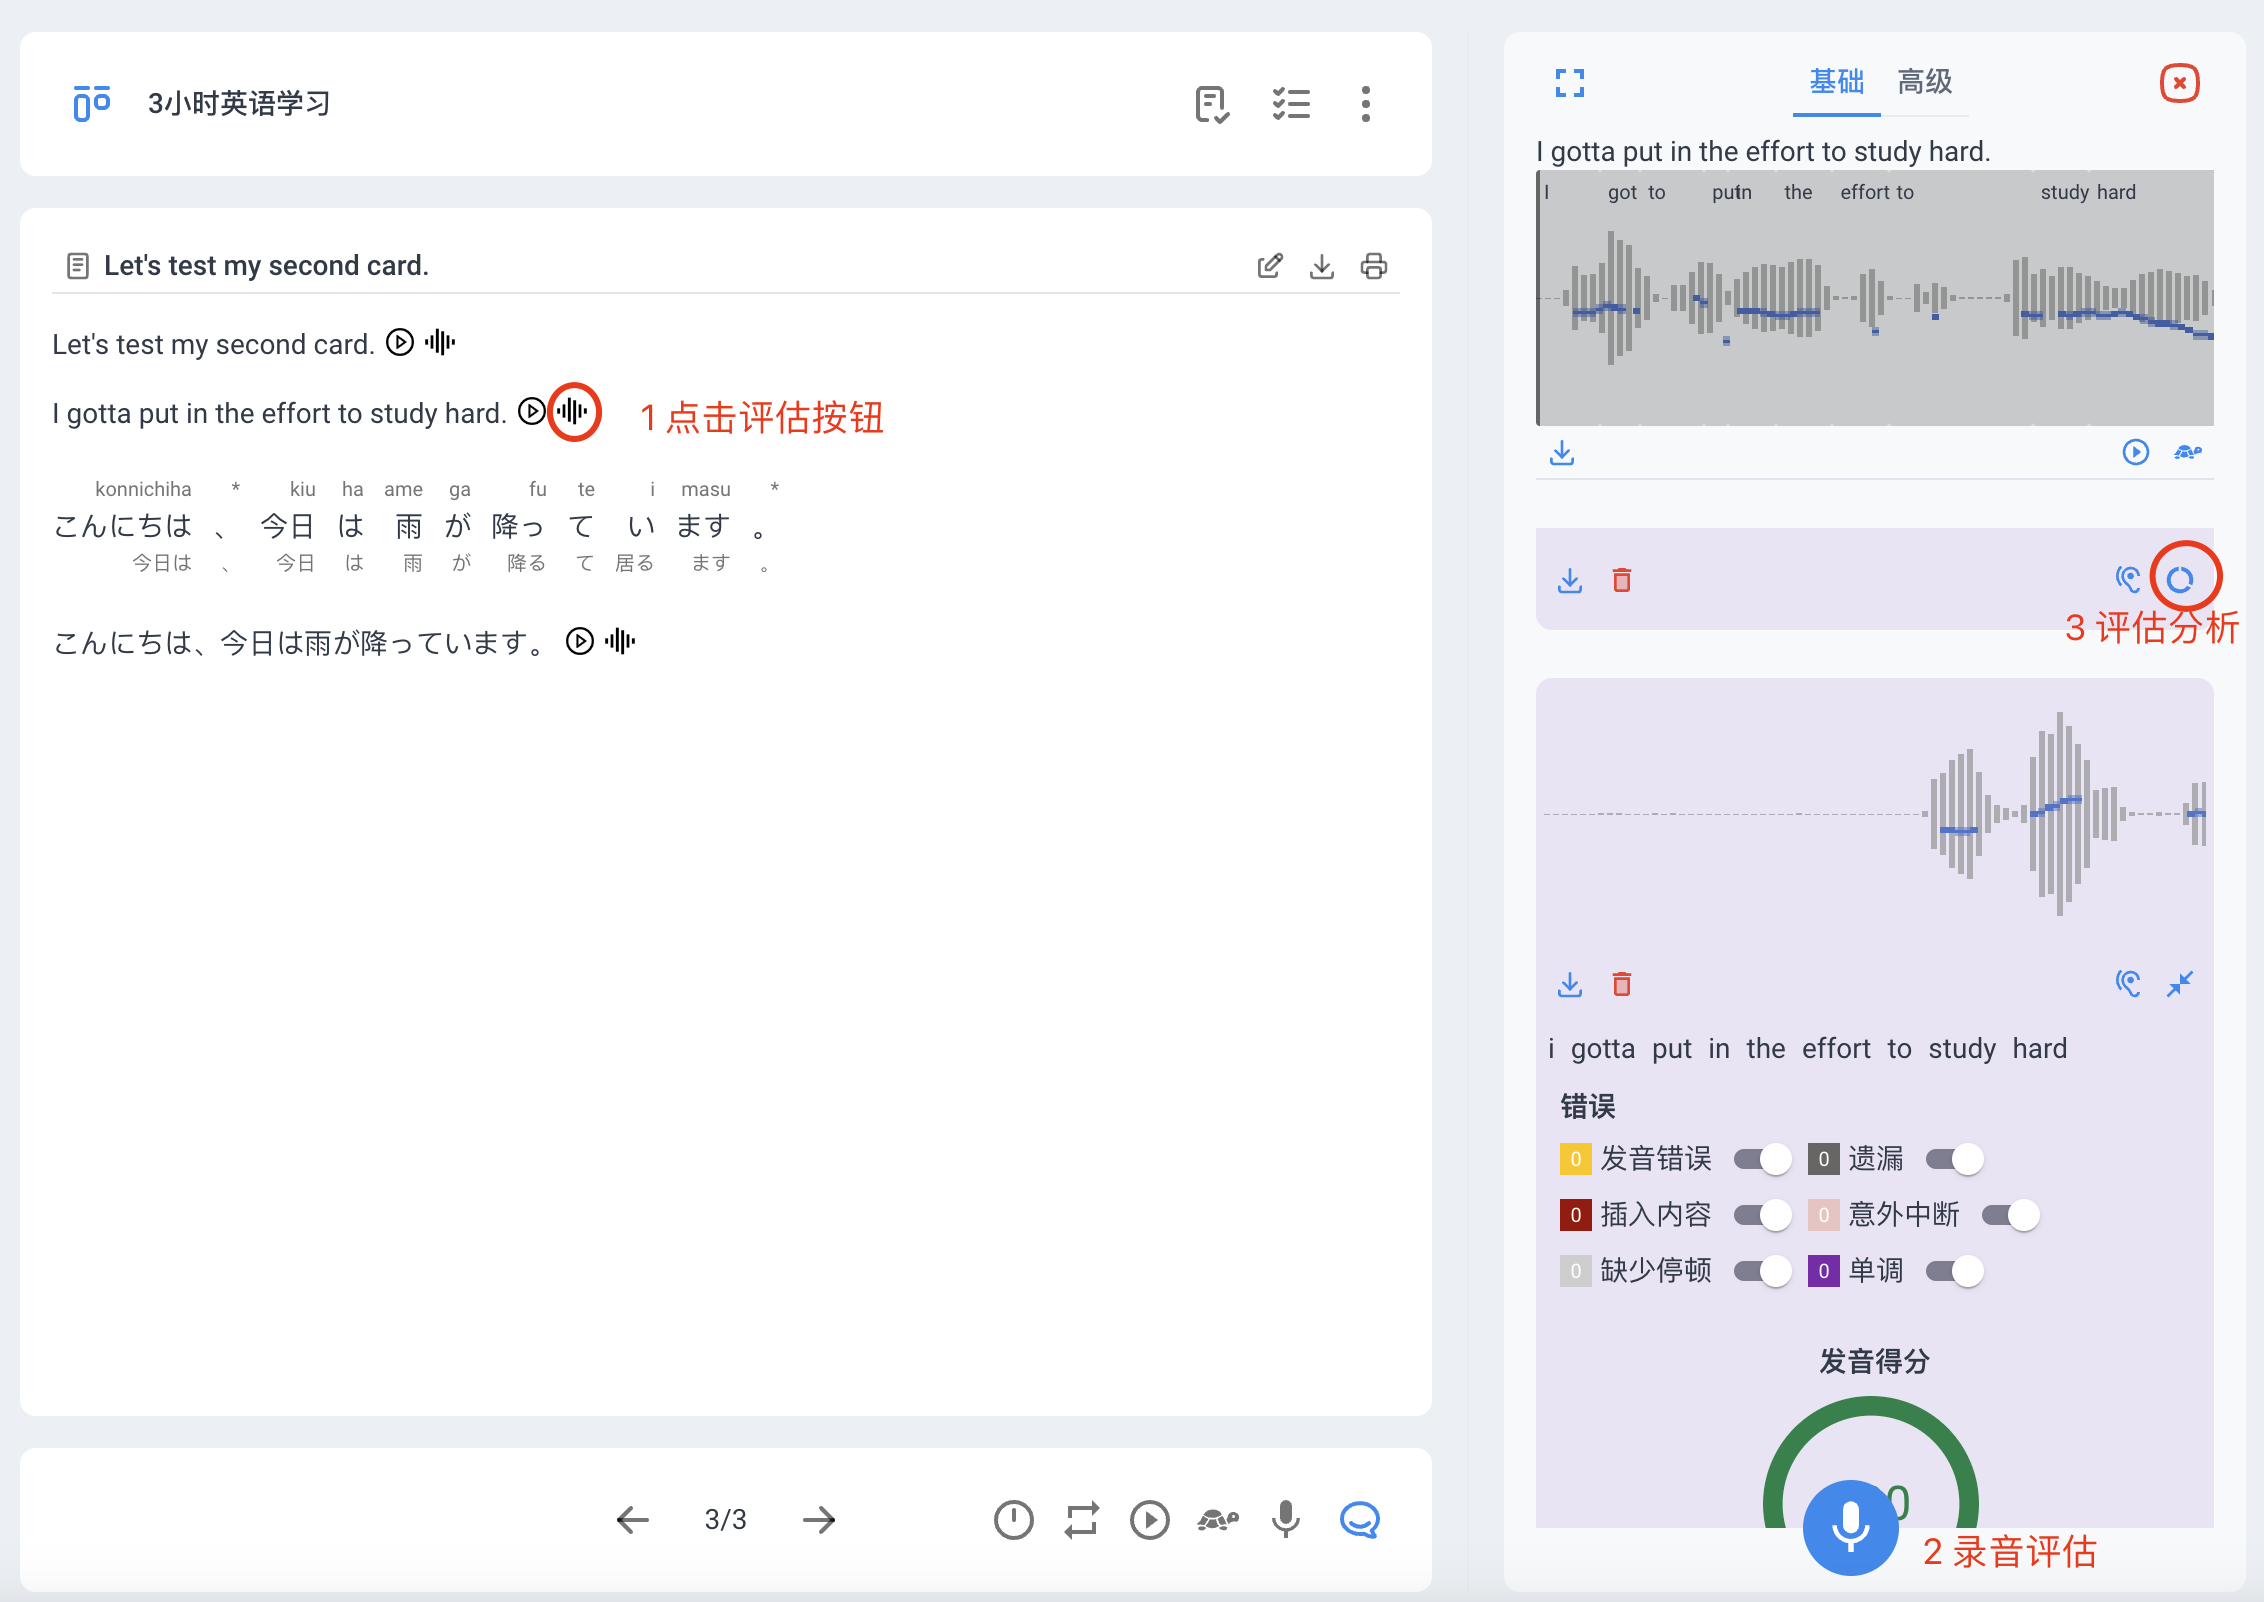 3小时英语学习
Let's test my second card.
Let's test my second card.
I gotta put in the effort to study hard.
1 点击评估按钮
konnichiha * kiu ha ame ga fu te i masu *
こんにちは 、 今日 は 雨 が 降っ て い ます 。
今日は 、 今日 は 雨 が 降る て 居る ます 。
こんにちは、今日は雨が降っています。
3/3
基础 高级
I gotta put in the effort to study hard.
I got to put in the effort to study hard
3 评估分析
i gotta put in the effort to study hard
错误
0 发音错误 0 遗漏
0 插入内容 0 意外中断
0 缺少停顿 0 单调
发音得分
2 录音评估